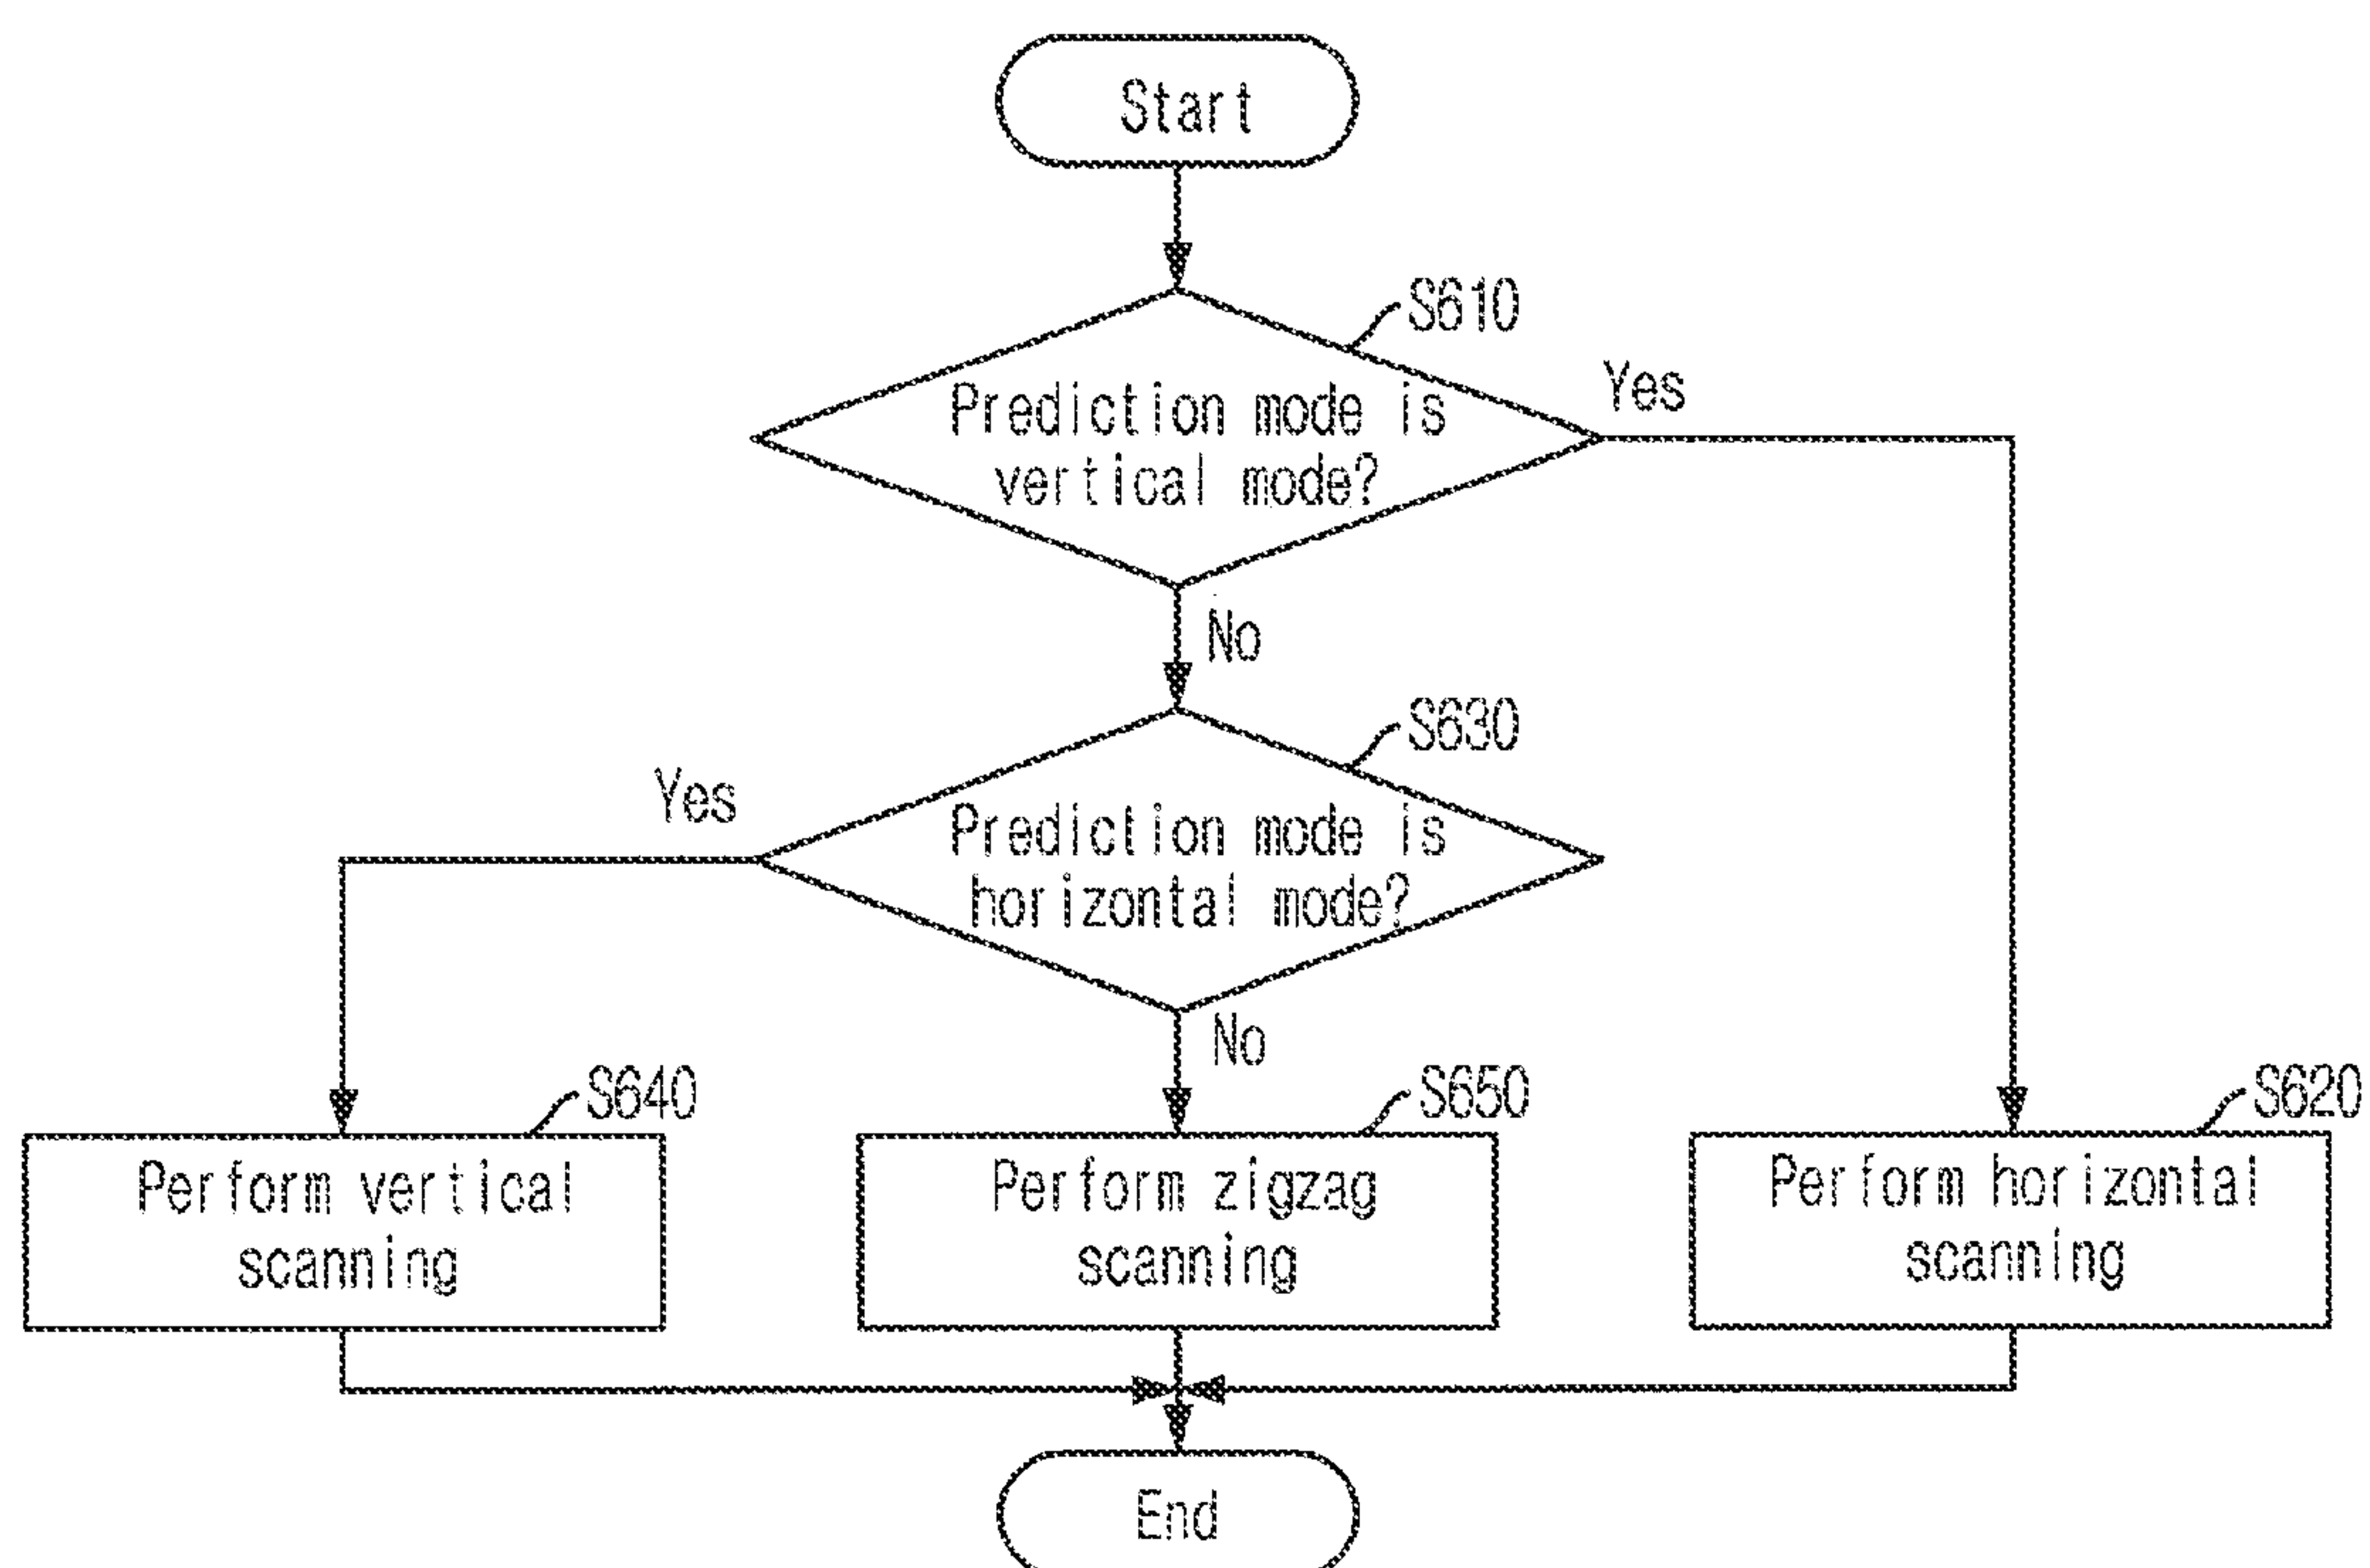 Start
S610
Prediction mode is
vertical mode?
Yes
No
S630
Prediction mode is
horizontal mode?
Yes
No
S640
Perform vertical
scanning
S650
Perform zigzag
scanning
S620
Perform horizontal
scanning
End